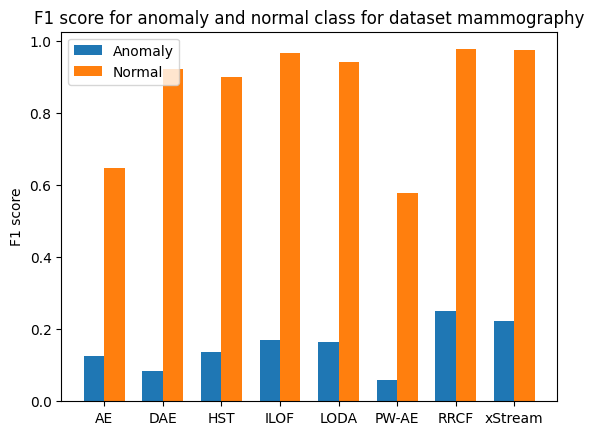 F1 score for anomaly and normal class for dataset mammography
Anomaly
Normal
F1 score
1.0
0.8
0.6
0.4
0.2
0.0
AE DAE HST ILOF LODA PW-AE RRCF xStream